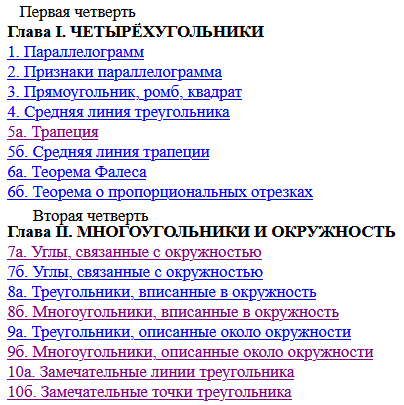 Первая четверть
Глава I. ЧЕТЫРЁХУГОЛЬНИКИ
1. Параллелограмм
2. Признаки параллелограмма
3. Прямоугольник, ромб, квадрат
4. Средняя линия треугольника
5а. Трапеция
5б. Средняя линия трапеции
6а. Теорема Фалеса
6б. Теорема о пропорциональных отрезках
Вторая четверть
Глава II. МНОГОУГОЛЬНИКИ И ОКРУЖНОСТЬ
7а. Углы, связанные с окружностью
7б. Углы, связанные с окружностью
8а. Треугольники, вписанные в окружность
8б. Многоугольники, вписанные в окружность
9а. Треугольники, описанные около окружности
9б. Многоугольники, описанные около окружности
10а. Замечательные линии треугольника
10б. Замечательные точки треугольника